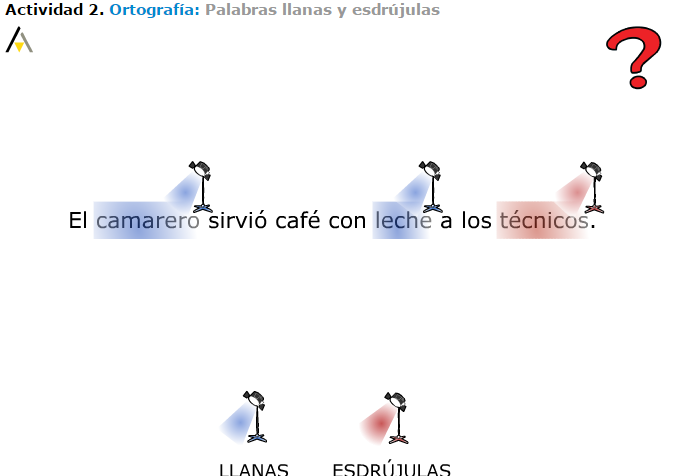 Actividad 2. Ortografía: Palabras llanas y esdrújulas
El camarero sirvió café con leche a los técnicos.
LLANAS ESDRÚJULAS